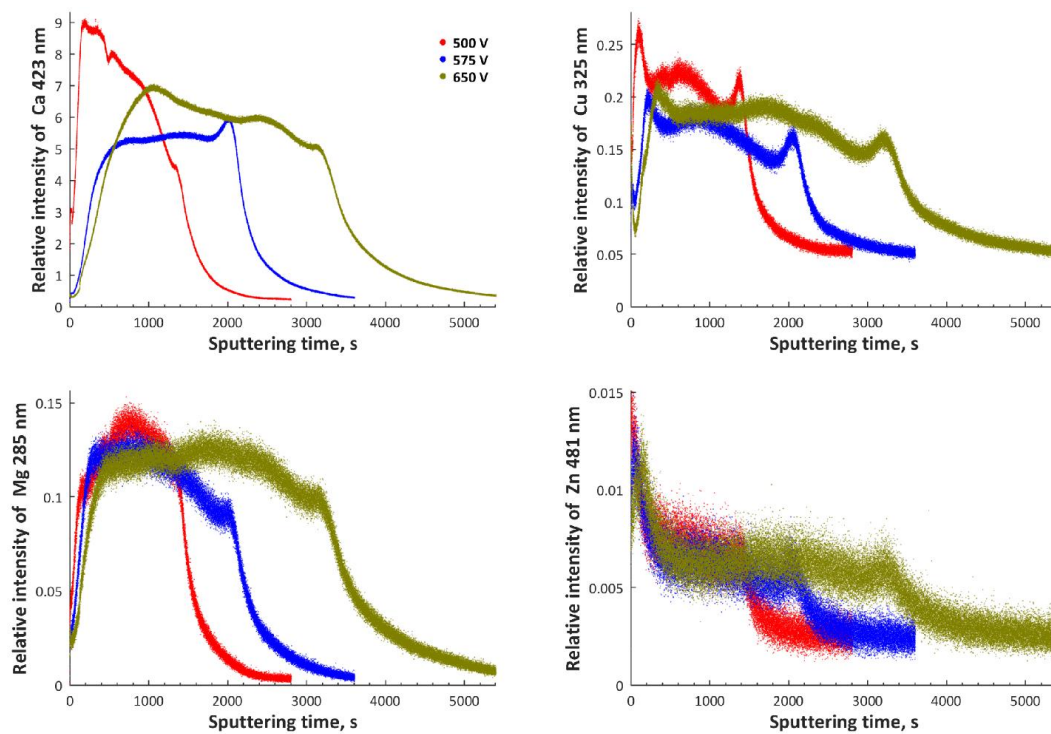 Relative intensity of Ca 423 nm
9
8
7
6
5
4
3
2
1
0
0 1000 2000 3000 4000 5000
Sputtering time, s
500 V
575 V
650 V
Relative intensity of Cu 325 nm
0.25
0.2
0.15
0.1
0.05
0
0 1000 2000 3000 4000 5000
Sputtering time, s
Relative intensity of Mg 285 nm
0.15
0.1
0.05
0
0 1000 2000 3000 4000 5000
Sputtering time, s
Relative intensity of Zn 481 nm
0.015
0.01
0.005
0
0 1000 2000 3000 4000 5000
Sputtering time, s